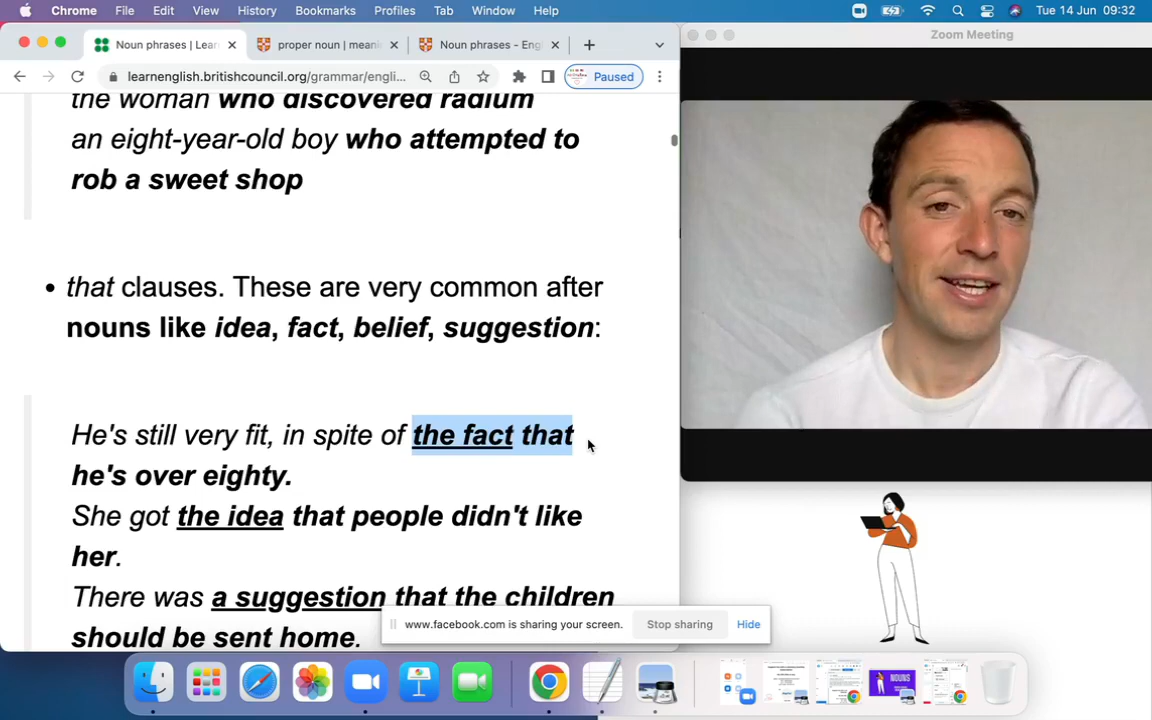 Chrome File Edit View History Bookmarks Profiles Tab Window Help Tue 14 Jun 09:32
Noun phrases | Lear
proper noun | meani
Noun phrases - Eng
Zoom Meeting
learnenglish.britishcouncil.org/grammar/engli...
Paused
the woman who discovered radium
an eight-year-old boy who attempted to
rob a sweet shop
• that clauses. These are very common after
nouns like idea, fact, belief, suggestion:
He's still very fit, in spite of the fact that
he's over eighty.
She got the idea that people didn't like
her.
There was a suggestion that the children
should be sent home.
www.facebook.com is sharing your screen. Stop sharing Hide
NOUNS